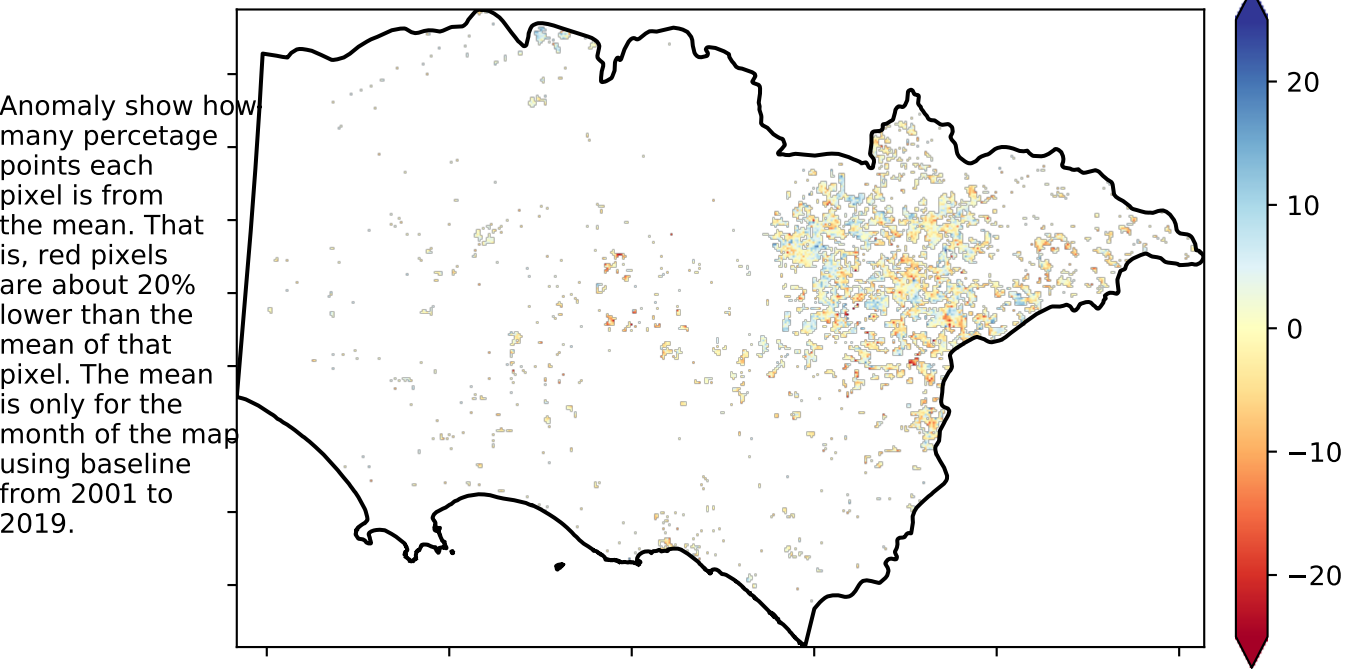 Anomaly show how
many percetage
points each
pixel is from
the mean. That
is, red pixels
are about 20%
lower than the
mean of that
pixel. The mean
is only for the
month of the map
using baseline
from 2001 to
2019.
20
10
0
−10
−20